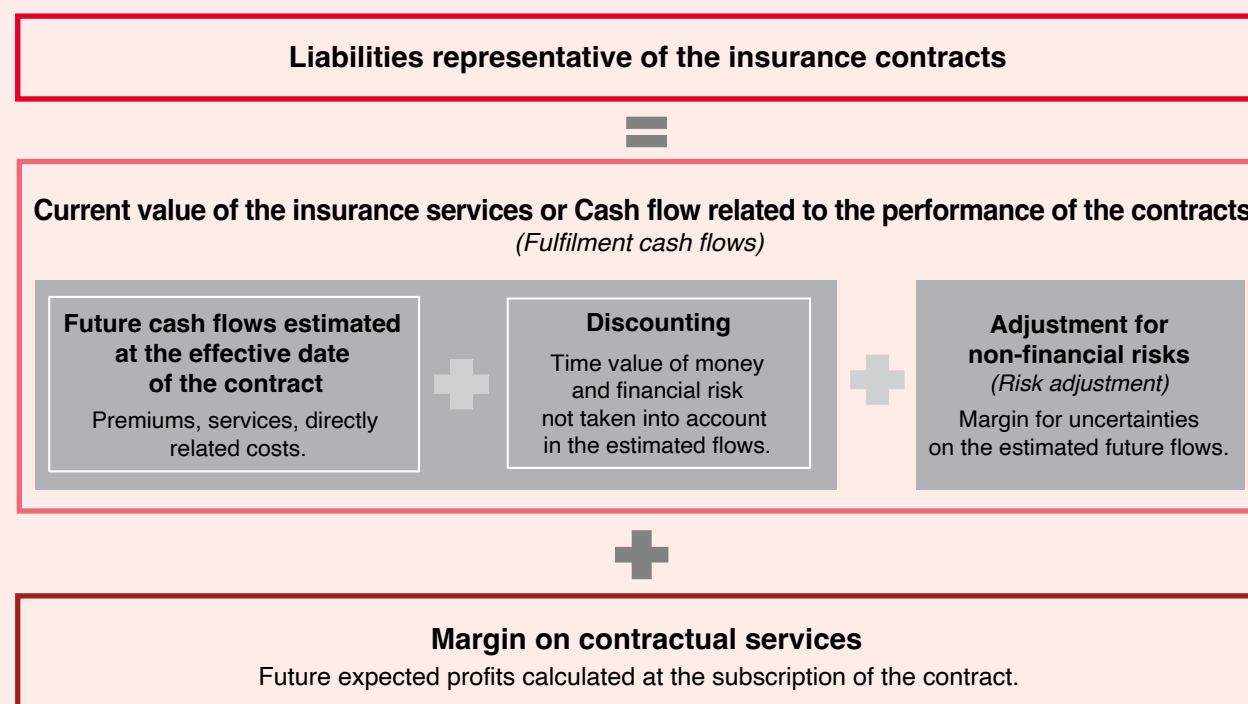 Liabilities representative of the insurance contracts
Current value of the insurance services or Cash flow related to the performance of the contracts
(Fulfilment cash flows)
Future cash flows estimated
at the effective date
of the contract
Premiums, services, directly
related costs.
Discounting
Time value of money
and financial risk
not taken into account
in the estimated flows.
Adjustment for
non-financial risks
(Risk adjustment)
Margin for uncertainties
on the estimated future flows.
Margin on contractual services
Future expected profits calculated at the subscription of the contract.